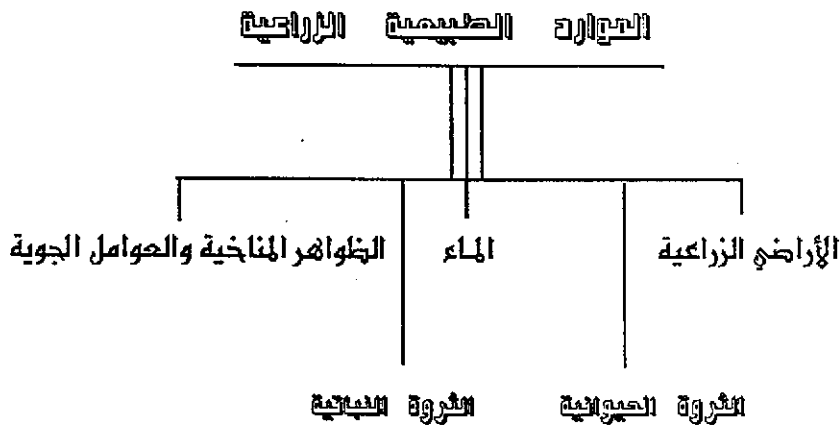 الموارد الطبيعية الزراعية
الأراضي الزراعية
الماء
الظواهر المناخية والعوامل الجوية
الثروة الحيوانية
الثروة النباتية